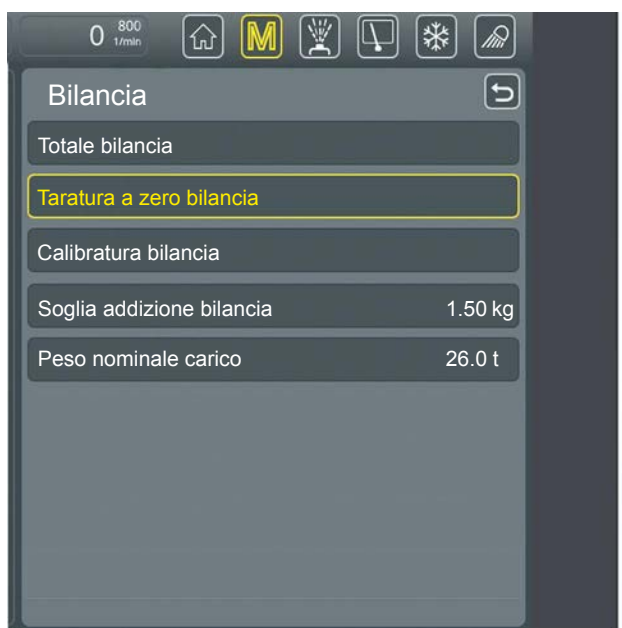 0 800 1/min
M
Bilancia
Totale bilancia
Taratura a zero bilancia
Calibratura bilancia
Soglia addizione bilancia 1.50 kg
Peso nominale carico 26.0 t